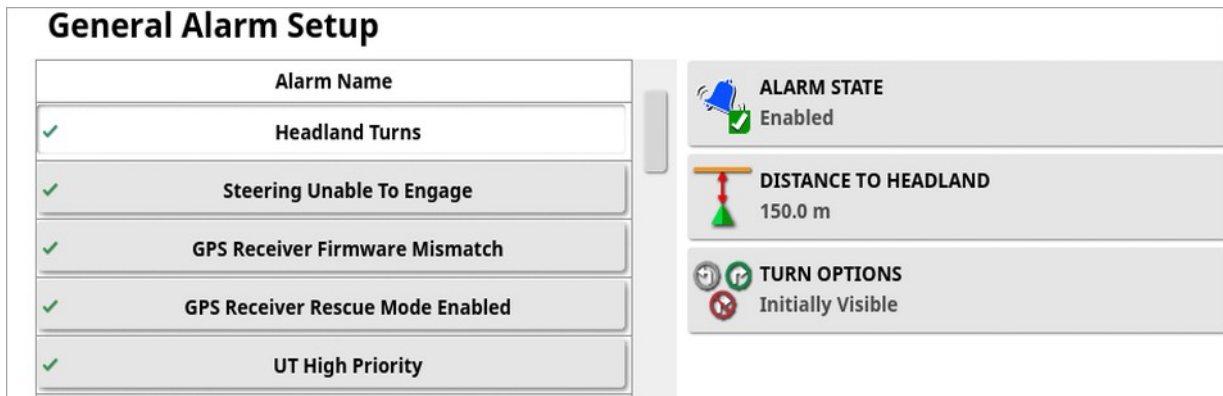 General Alarm Setup
Alarm Name
Headland Turns
Steering Unable To Engage
GPS Receiver Firmware Mismatch
GPS Receiver Rescue Mode Enabled
UT High Priority
ALARM STATE
Enabled
DISTANCE TO HEADLAND
150.0 m
TURN OPTIONS
Initially Visible